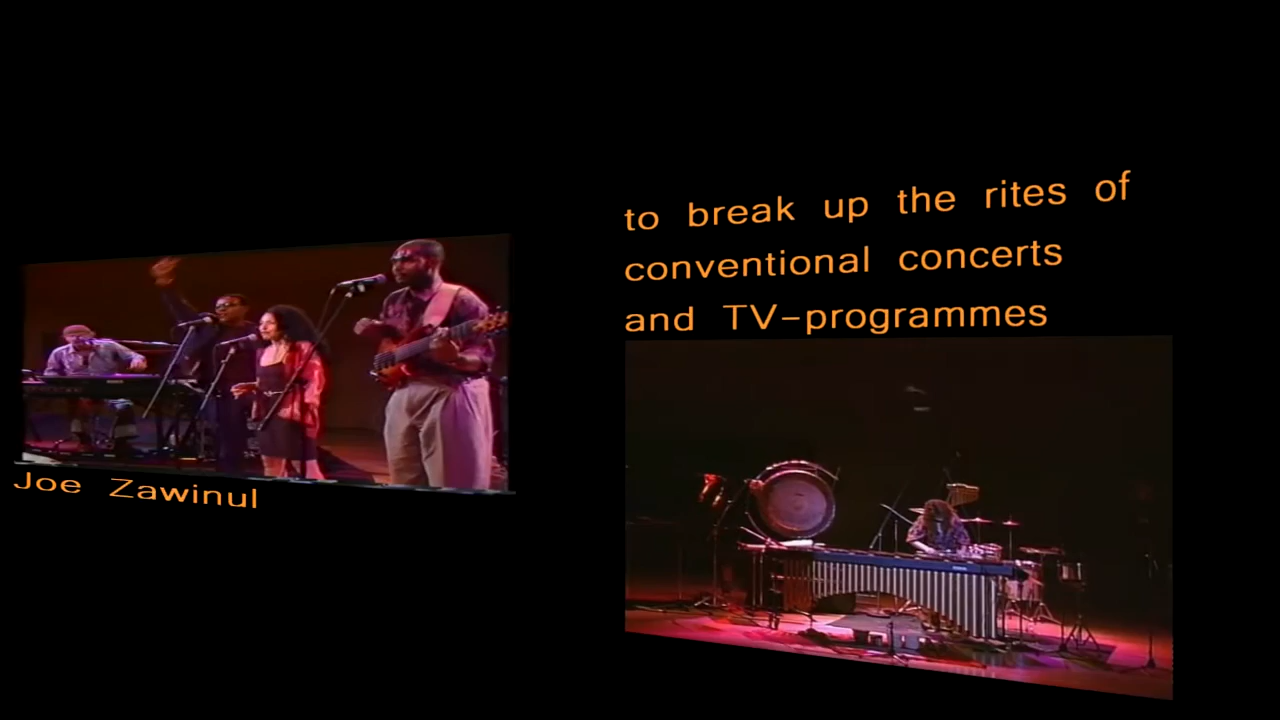 to break up the rites of
conventional concerts
and TV-programmes
Joe Zawinul